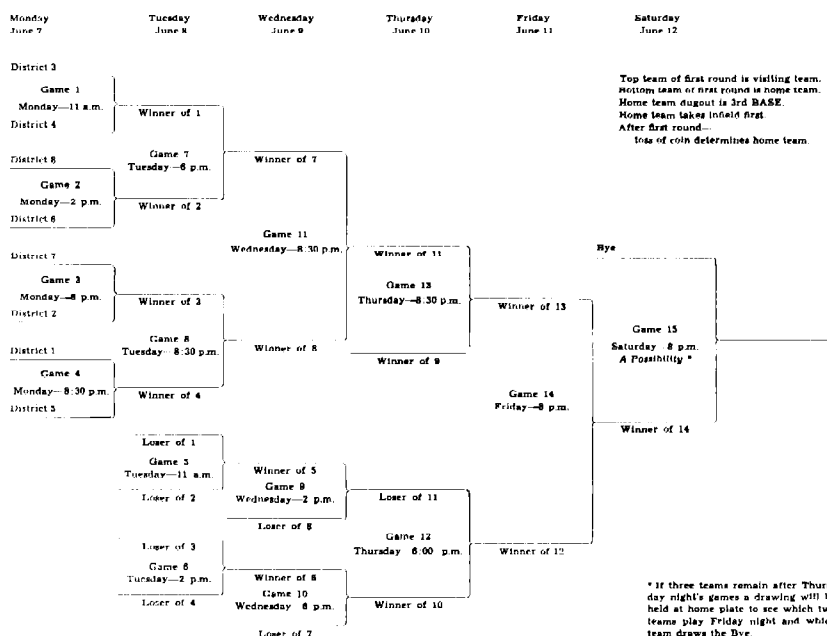 Monday Tuesday Wednesday Thursday Friday Saturday
June 7 June 8 June 9 June 10 June 11 June 12
District 3
Game 1
Monday—11 a.m.
District 4
Winner of 1
Game 7
Tuesday—6 p.m.
District 8
Game 2
Monday—2 p.m.
District 6
Winner of 2
Winner of 7
Game 11
Wednesday—8:30 p.m.
District 7
Game 3
Monday—8 p.m.
District 2
Winner of 3
Game 8
Tuesday—8:30 p.m.
District 1
Game 4
Monday—8:30 p.m.
District 5
Winner of 4
Winner of 8
Winner of 11
Game 13
Thursday—8:30 p.m.
Winner of 9
Winner of 13
Game 14
Friday—8 p.m.
Loser of 1
Game 5
Tuesday—11 a.m.
Loser of 2
Winner of 5
Game 9
Wednesday—2 p.m.
Loser of 8
Loser of 11
Game 12
Thursday 6:00 p.m.
Loser of 3
Game 6
Tuesday—2 p.m.
Loser of 4
Winner of 6
Game 10
Wednesday 6 p.m.
Loser of 7
Winner of 10
Winner of 12
Top team of first round is visiting team.
Bottom team of first round is home team.
Home team dugout is 3rd BASE.
Home team takes infield first.
After first round—
toss of coin determines home team.
Bye
Game 15
Saturday—8 p.m.
A Possibility *
Winner of 14
* If three teams remain after Thurs-
day night's games a drawing will
held at home plate to see which
teams play Friday night and
team draws the Bye.